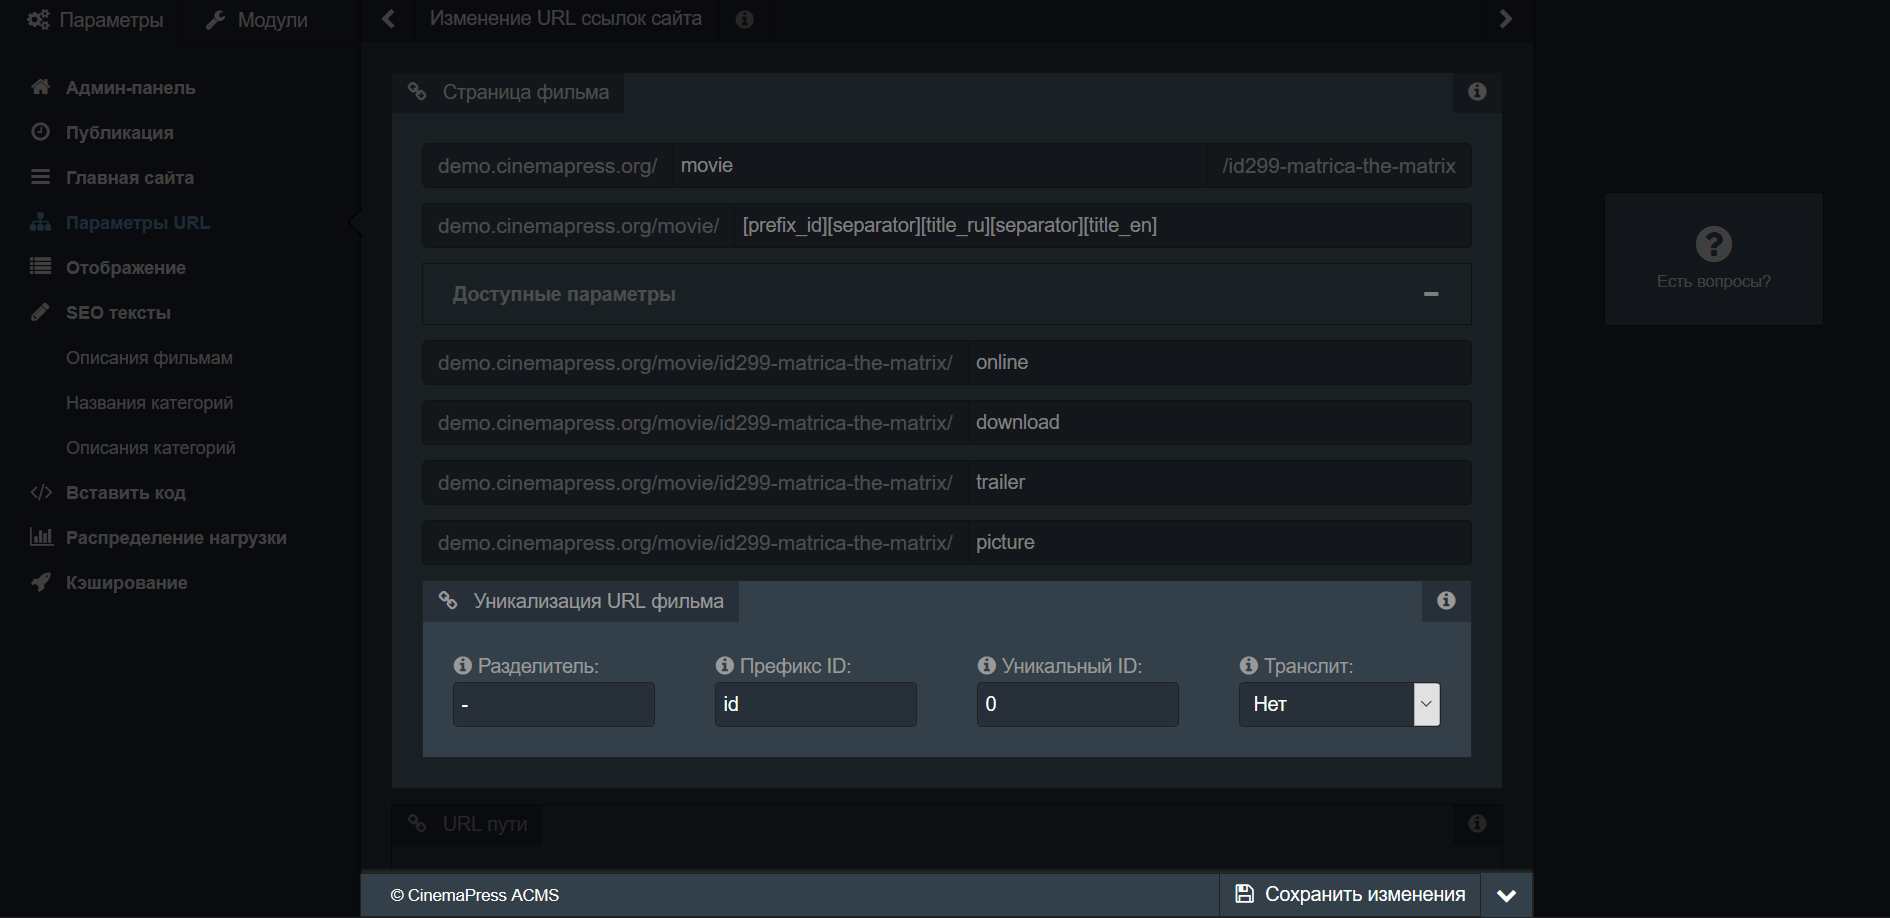 Параметры
Модули
Изменение URL ссылок сайта
Админ-панель
Публикация
Главная сайта
Параметры URL
Отображение
SEO тексты
Описания фильмам
Названия категорий
Описания категорий
Вставить код
Распределение нагрузки
Кэширование
Страница фильма
demo.cinemapress.org/ movie /id299-matrica-the-matrix
demo.cinemapress.org/movie/ [prefix_id][separator][title_ru][separator][title_en]
Доступные параметры
demo.cinemapress.org/movie/id299-matrica-the-matrix/ online
demo.cinemapress.org/movie/id299-matrica-the-matrix/ download
demo.cinemapress.org/movie/id299-matrica-the-matrix/ trailer
demo.cinemapress.org/movie/id299-matrica-the-matrix/ picture
Уникализация URL фильма
Разделитель: Префикс ID: Уникальный ID: Транслит:
- id 0 Нет
URL пути
© CinemaPress ACMS
Сохранить изменения
Есть вопросы?